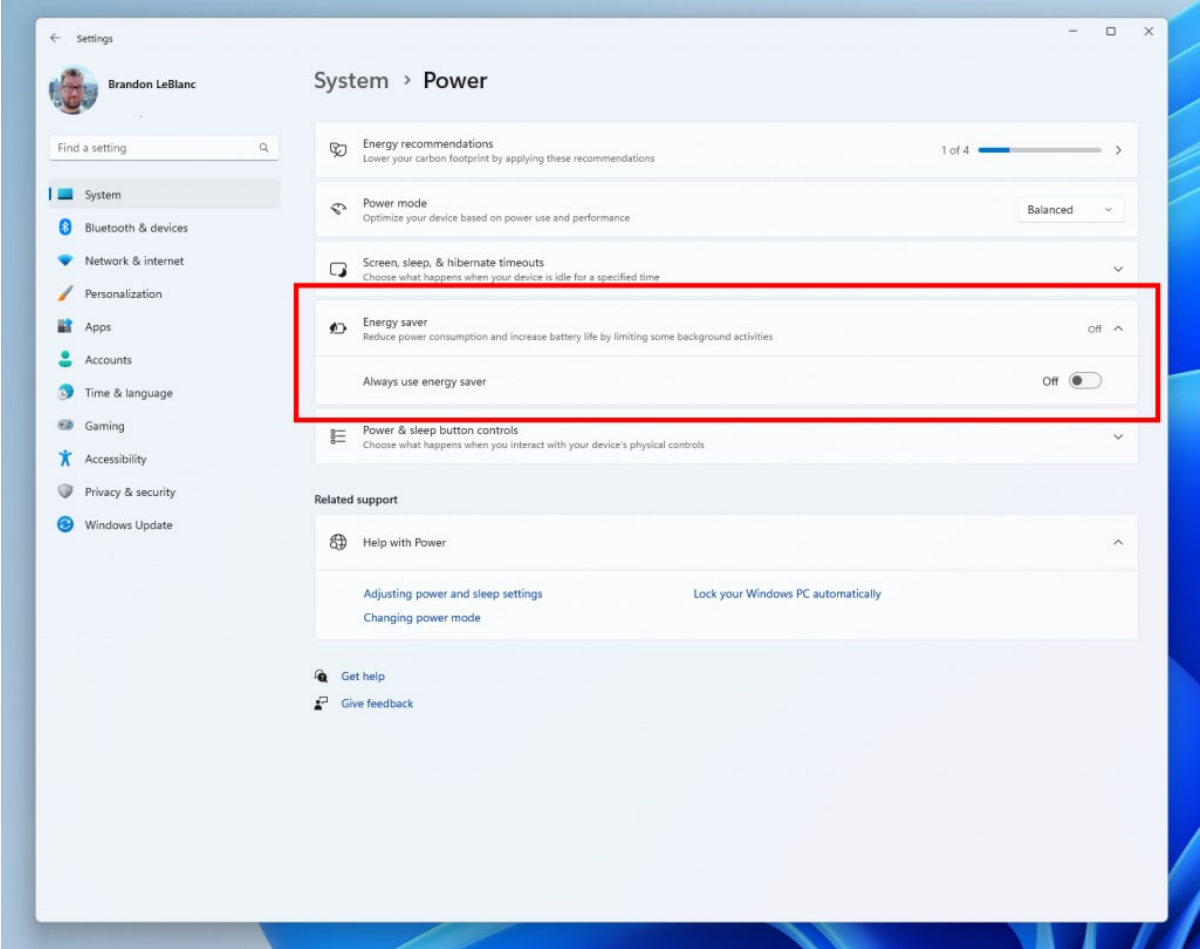 Settings
Brandon LeBlanc
Find a setting
System
Bluetooth & devices
Network & internet
Personalization
Apps
Accounts
Time & language
Gaming
Accessibility
Privacy & security
Windows Update
System > Power
Energy recommendations
Lower your carbon footprint by applying these recommendations
1 of 4
Power mode
Optimize your device based on power use and performance
Balanced
Screen, sleep, & hibernate timeouts
Choose what happens when your device is idle for a specified time
Energy saver
Reduce power consumption and increase battery life by limiting some background activities
Off
Always use energy saver
Off
Power & sleep button controls
Choose what happens when you interact with your device's physical controls
Related support
Help with Power
Adjusting power and sleep settings
Lock your Windows PC automatically
Changing power mode
Get help
Give feedback